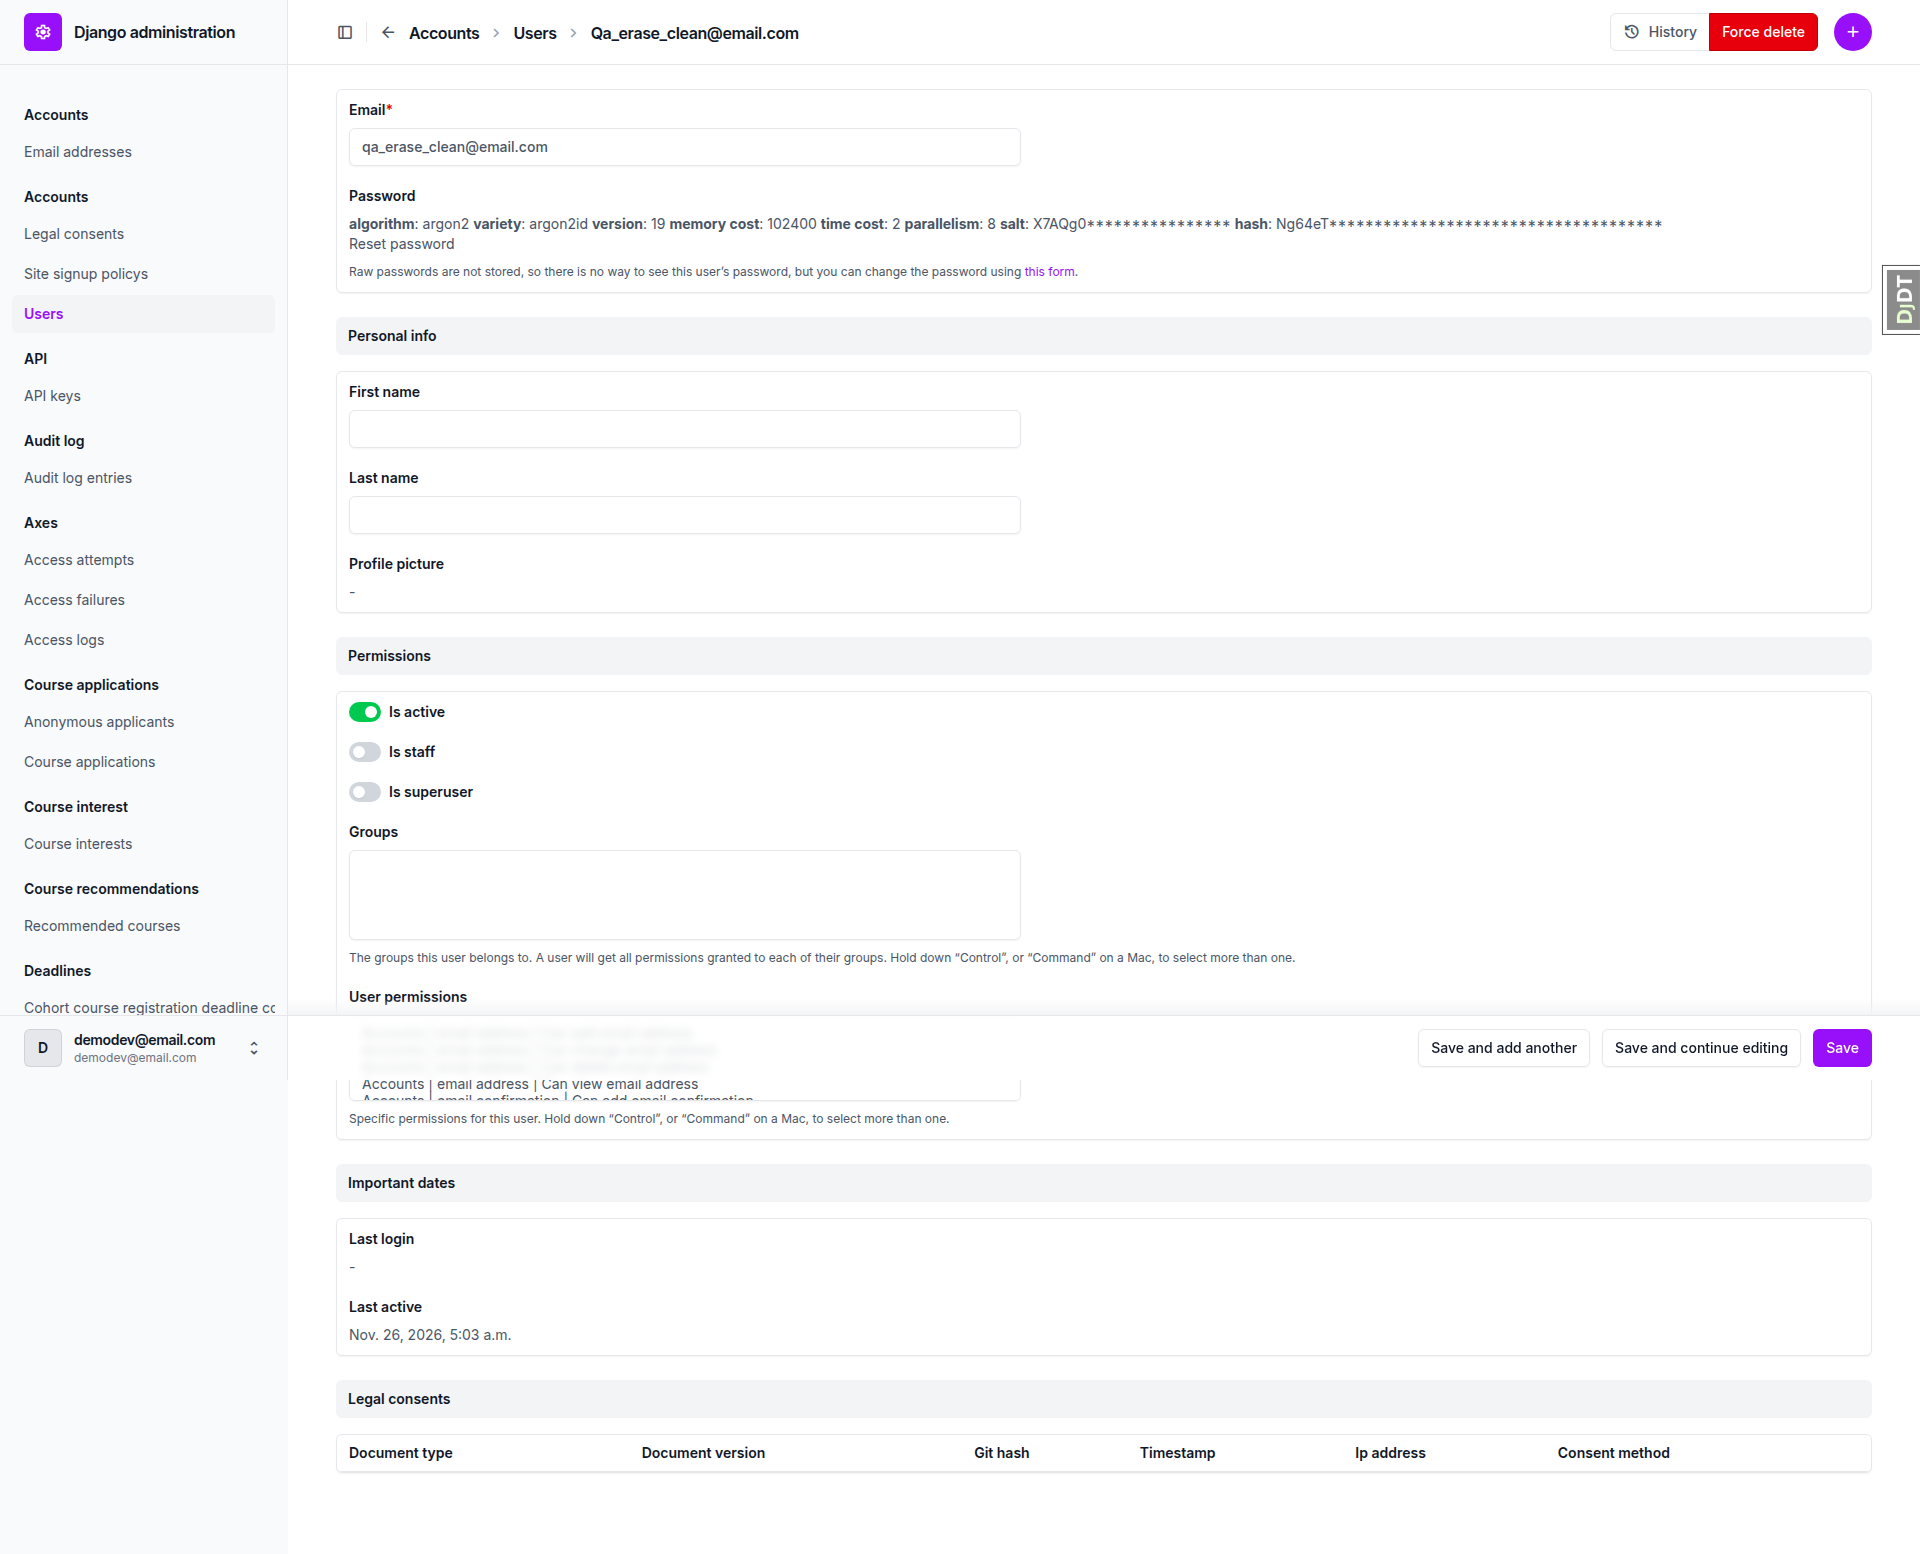 Django administration
Accounts
Users
Qa_erase_clean@email.com
History
Force delete
Accounts
Email addresses
Accounts
Legal consents
Site signup policys
Users
API
API keys
Audit log
Audit log entries
Axes
Access attempts
Access failures
Access logs
Course applications
Anonymous applicants
Course applications
Course interest
Course interests
Course recommendations
Recommended courses
Deadlines
Cohort course registration deadline co
D
demodev@email.com
demodev@email.com
Email*
qa_erase_clean@email.com
Password
algorithm: argon2 variety: argon2id version: 19 memory cost: 102400 time cost: 2 parallelism: 8 salt: X7AQg0**************** hash: Ng64eT*************************************
Reset password
Raw passwords are not stored, so there is no way to see this user’s password, but you can change the password using this form.
DjDT
Personal info
First name
Last name
Profile picture
-
Permissions
Is active
Is staff
Is superuser
Groups
The groups this user belongs to. A user will get all permissions granted to each of their groups. Hold down “Control”, or “Command” on a Mac, to select more than one.
User permissions
Save and add another
Save and continue editing
Save
Accounts | email address | Can view email address
Accounts | email confirmation | Can add email confirmation
Specific permissions for this user. Hold down “Control”, or “Command” on a Mac, to select more than one.
Important dates
Last login
-
Last active
Nov. 26, 2026, 5:03 a.m.
Legal consents
Document type
Document version
Git hash
Timestamp
Ip address
Consent method